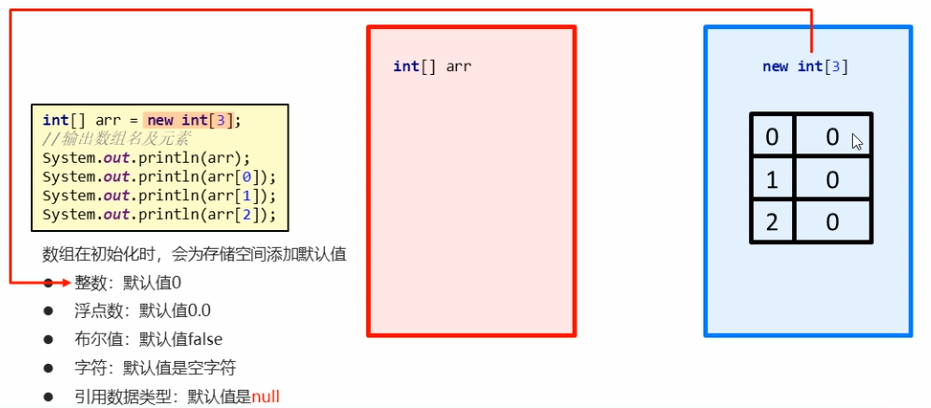 int[] arr = new int[3];
//输出数组名及元素
System.out.println(arr);
System.out.println(arr[0]);
System.out.println(arr[1]);
System.out.println(arr[2]);
数组在初始化时，会为存储空间添加默认值
● 整数：默认值0
● 浮点数：默认值0.0
● 布尔值：默认值false
● 字符：默认值是空字符
● 引用数据类型：默认值是null
int[] arr
new int[3]
0 0
1 0
2 0